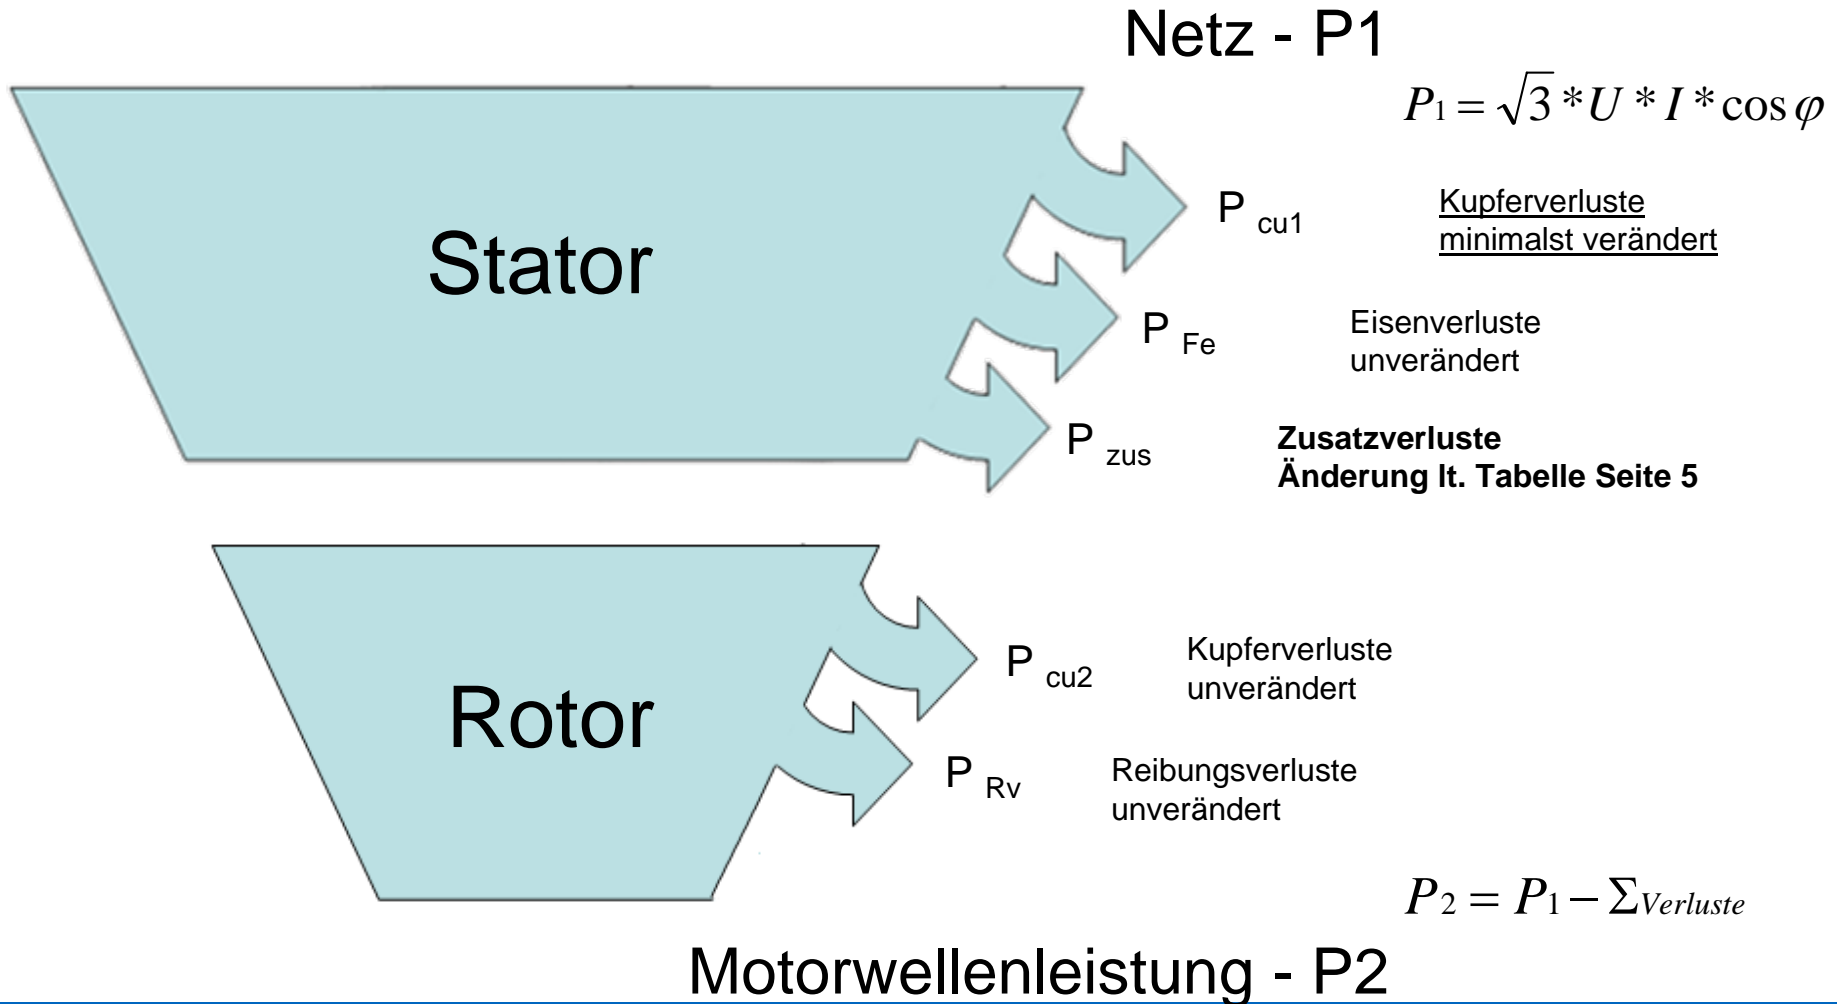 Netz - P1
P1 = √3 * U * I * cos φ
Stator
P cu1
Kupferverluste
minimalst verändert
P Fe
Eisenverluste
unverändert
P zus
Zusatzverluste
Änderung lt. Tabelle Seite 5
Rotor
P cu2
Kupferverluste
unverändert
P Rv
Reibungsverluste
unverändert
P2 = P1 − ΣVerluste
Motorwellenleistung - P2